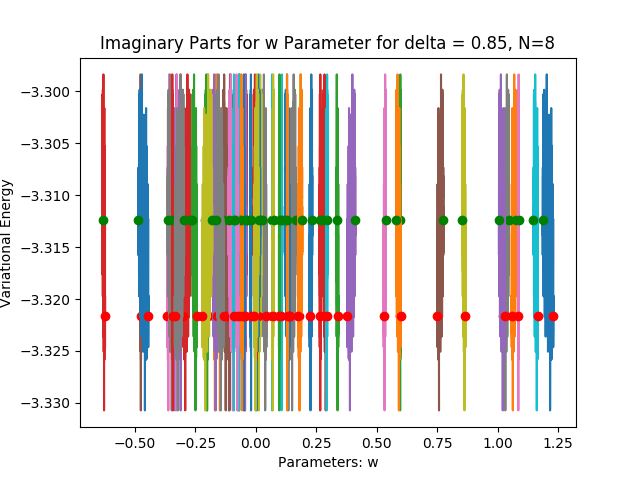 Imaginary Parts for w Parameter for delta = 0.85, N=8
Variational Energy
−3.300
−3.305
−3.310
−3.315
−3.320
−3.325
−3.330
−0.50 −0.25 0.00 0.25 0.50 0.75 1.00 1.25
Parameters: w